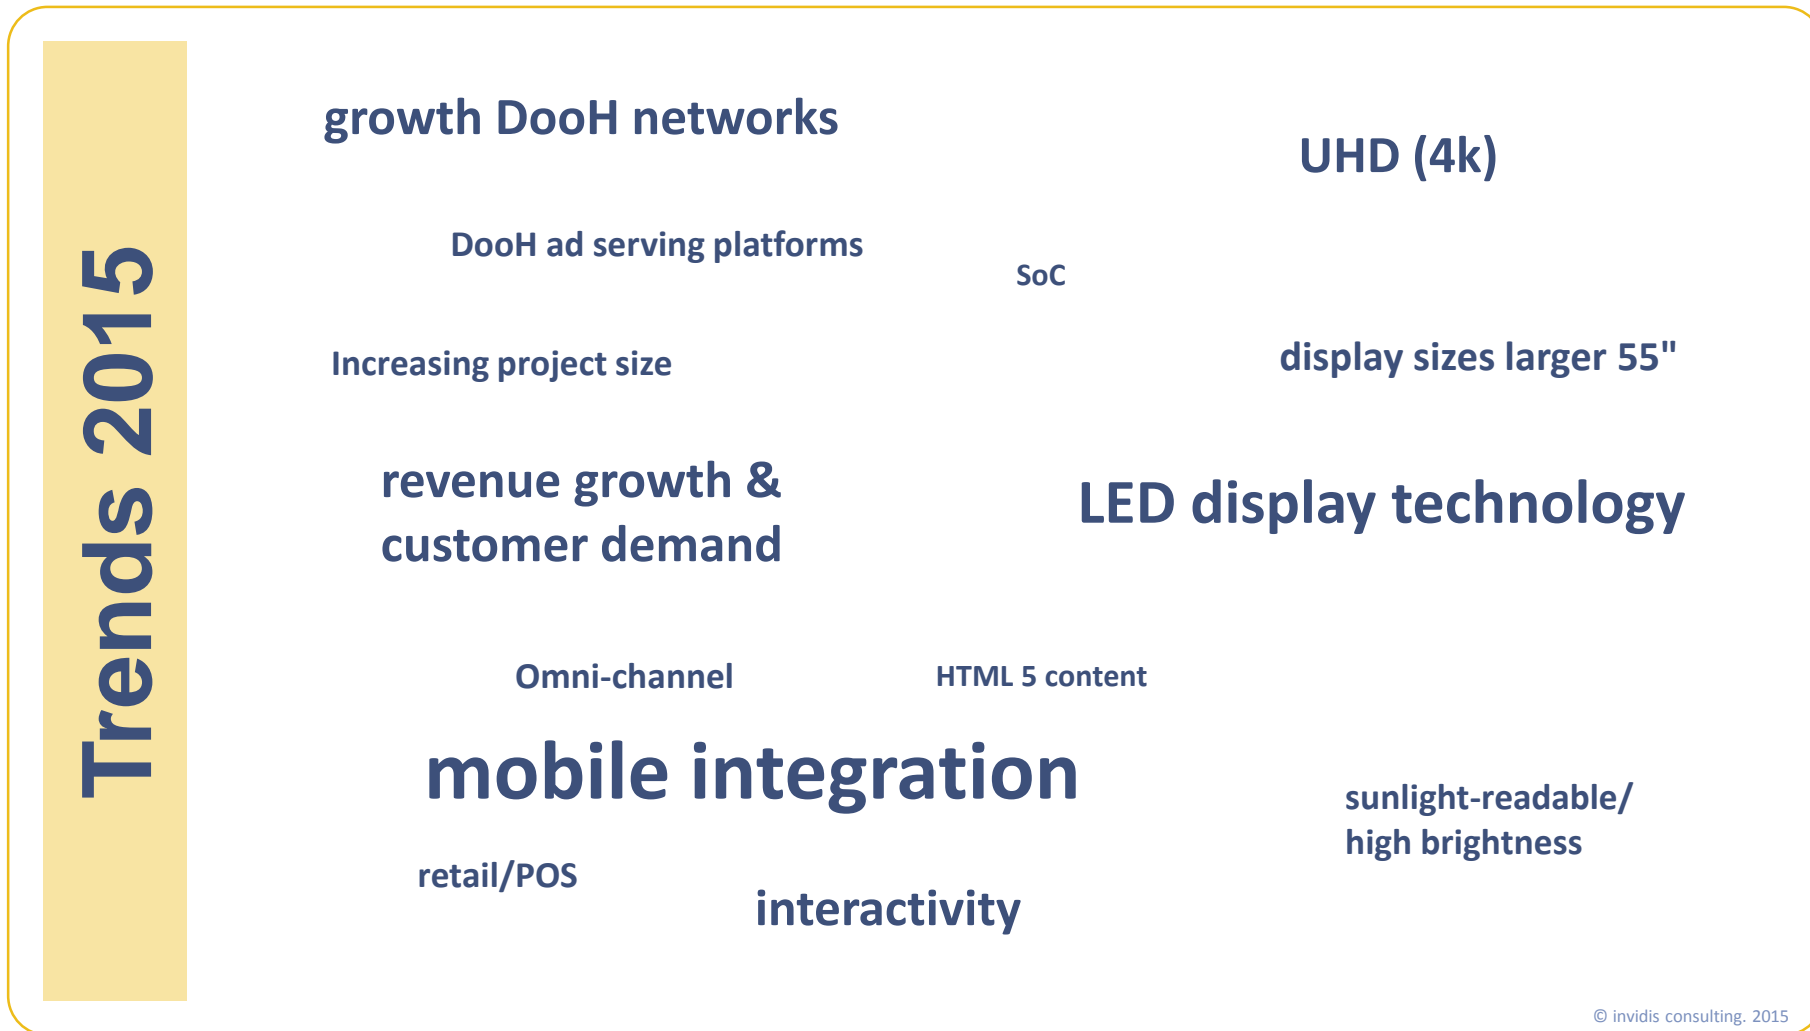 Trends 2015
growth DooH networks
UHD (4k)
DooH ad serving platforms
SoC
Increasing project size
display sizes larger 55"
revenue growth &
customer demand
LED display technology
Omni-channel
HTML 5 content
mobile integration
sunlight-readable/
high brightness
retail/POS
interactivity
© invidis consulting. 2015